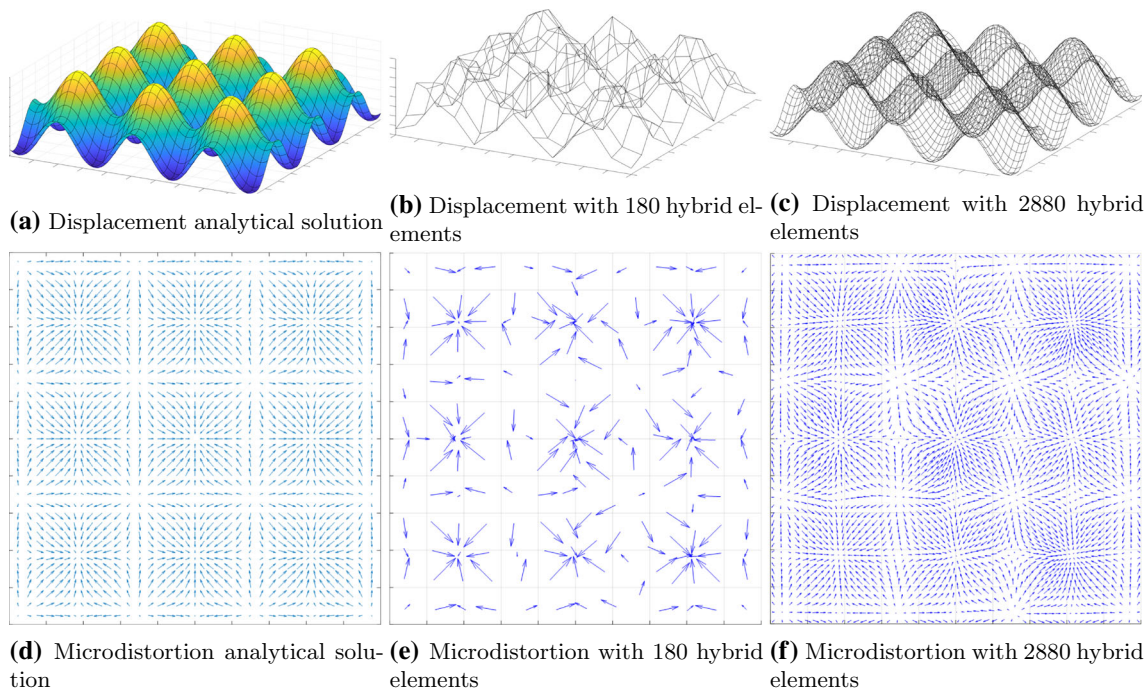 (a) Displacement analytical solution
(b) Displacement with 180 hybrid el-
ements
(c) Displacement with 2880 hybrid
elements
(d) Microdistortion analytical solu-
tion
(e) Microdistortion with 180 hybrid
elements
(f) Microdistortion with 2880 hybrid
elements